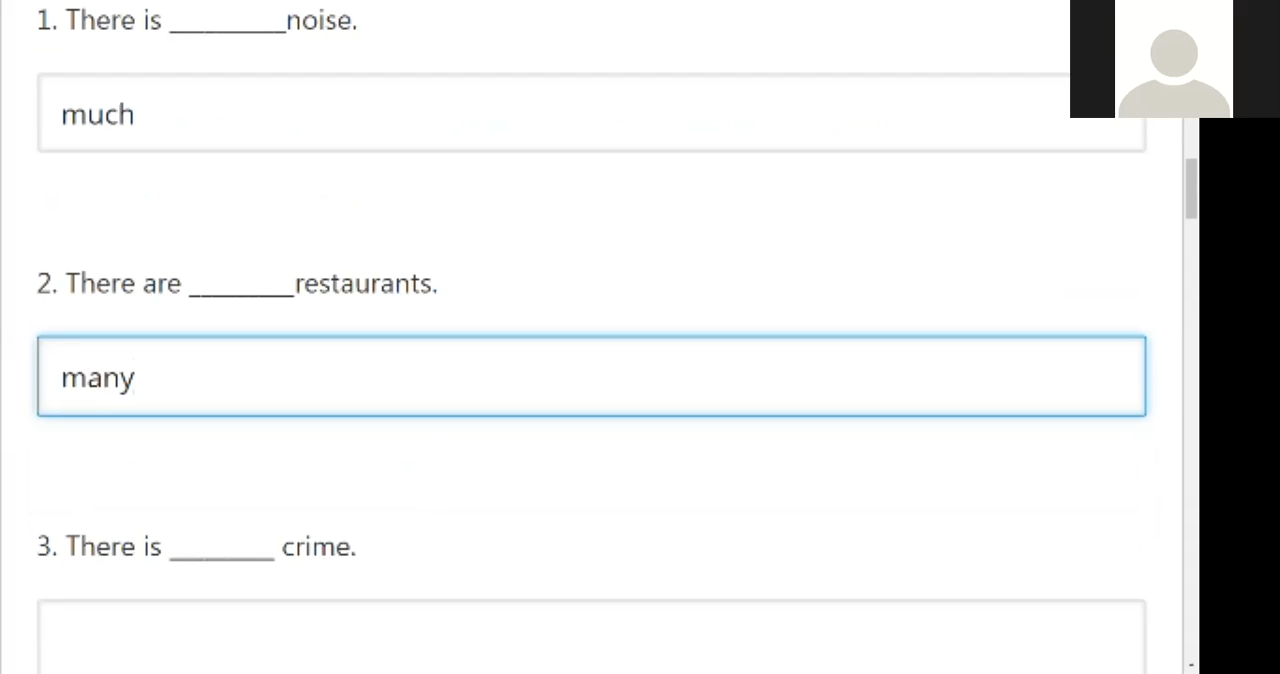 1. There is _________noise.
much
2. There are ________restaurants.
many
3. There is ________ crime.